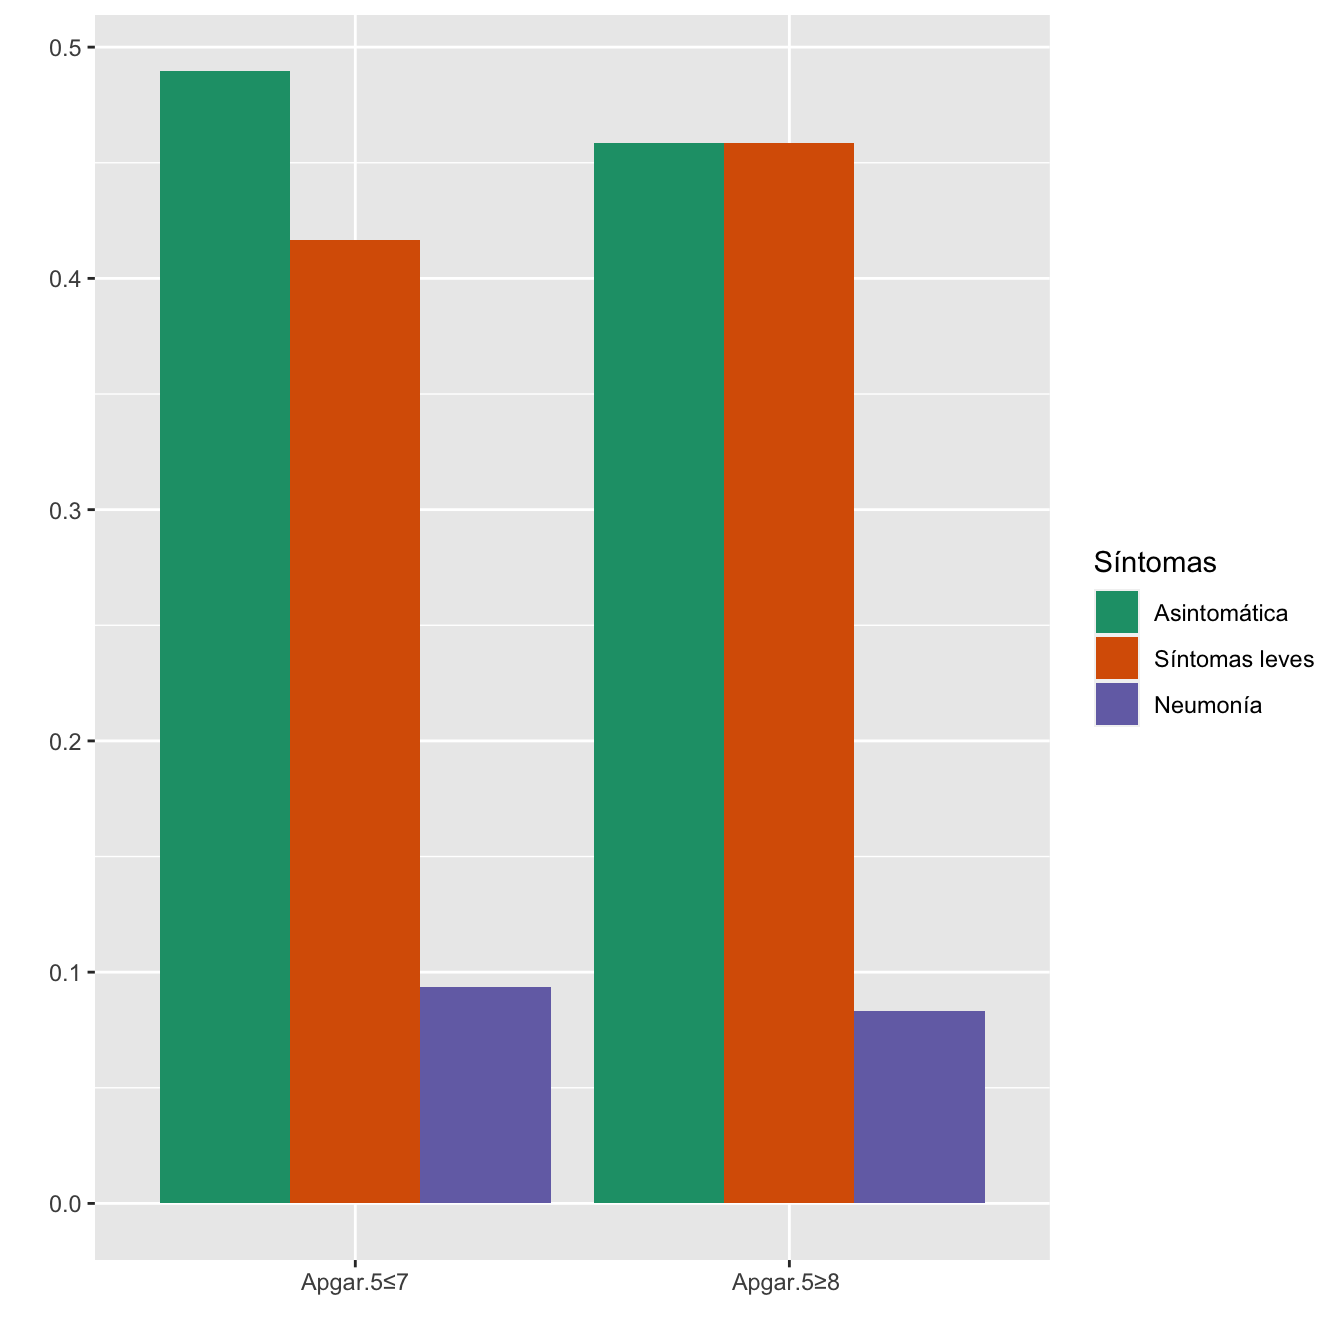 0.5
0.4
0.3
0.2
0.1
0.0
Apgar.5≤7
Apgar.5≥8
Síntomas
Asintomática
Síntomas leves
Neumonía